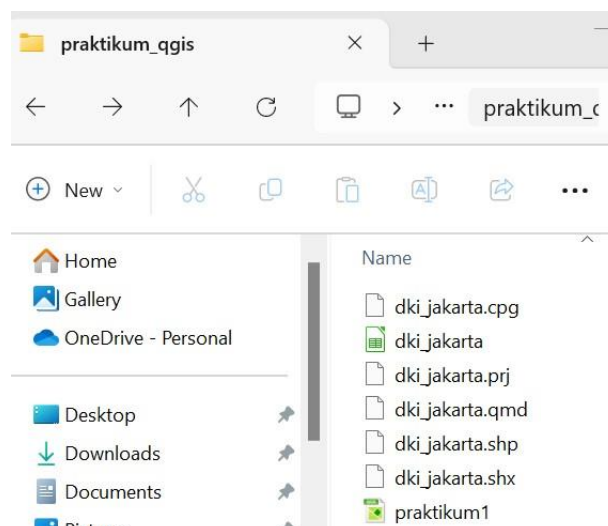 praktikum_qgis
praktikum_q
New
Home
Gallery
OneDrive - Personal
Desktop
Downloads
Documents
Name
dki_jakarta.cpg
dki_jakarta
dki_jakarta.prj
dki_jakarta.qmd
dki_jakarta.shp
dki_jakarta.shx
praktikum1